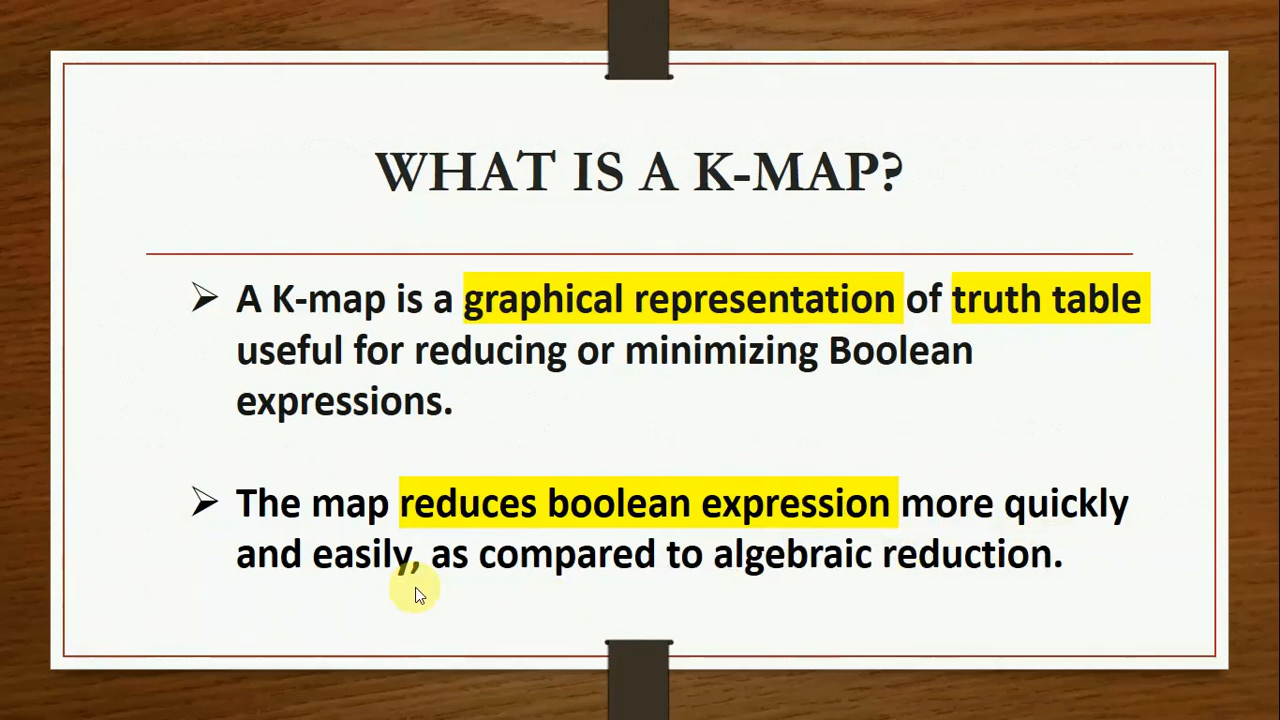 WHAT IS A K-MAP?
A K-map is a graphical representation of truth table
useful for reducing or minimizing Boolean
expressions.
The map reduces boolean expression more quickly
and easily, as compared to algebraic reduction.